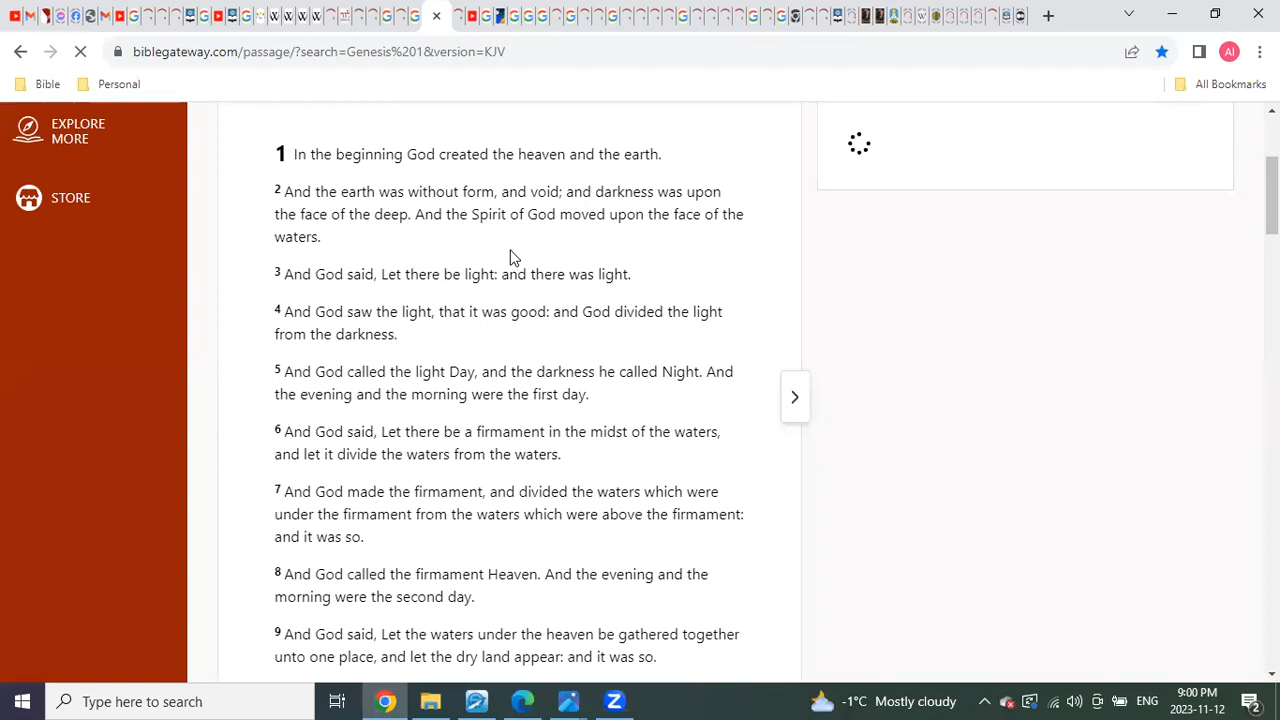 biblegateway.com/passage/?search=Genesis%201&version=KJV
AI
Bible
Personal
All Bookmarks
EXPLORE
MORE
STORE
1 In the beginning God created the heaven and the earth.
2 And the earth was without form, and void; and darkness was upon
the face of the deep. And the Spirit of God moved upon the face of the
waters.
3 And God said, Let there be light: and there was light.
4 And God saw the light, that it was good: and God divided the light
from the darkness.
5 And God called the light Day, and the darkness he called Night. And
the evening and the morning were the first day.
6 And God said, Let there be a firmament in the midst of the waters,
and let it divide the waters from the waters.
7 And God made the firmament, and divided the waters which were
under the firmament from the waters which were above the firmament:
and it was so.
8 And God called the firmament Heaven. And the evening and the
morning were the second day.
9 And God said, Let the waters under the heaven be gathered together
unto one place, and let the dry land appear: and it was so.
Type here to search
-1°C Mostly cloudy
ENG
9:00 PM
2023-11-12
2